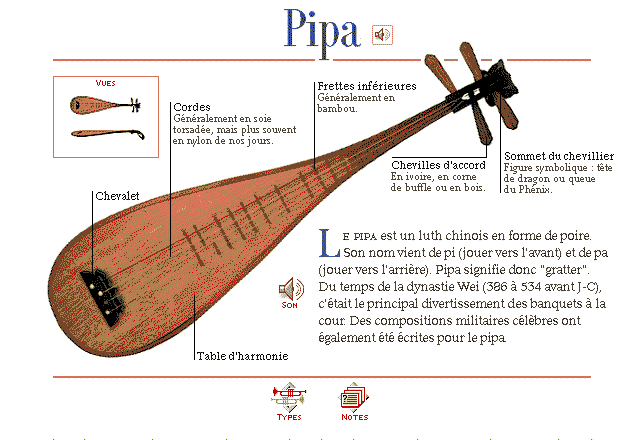 Pipa
VUES
Cordes
Généralement en soie
torsadée, mais plus souvent
en nylon de nos jours.
Frettes inférieures
Généralement en
bambou.
Chevilles d'accord
En ivoire, en corne
de buffle ou en bois.
Sommet du chevillier
Figure symbolique : tête
de dragon ou queue
du Phénix.
Chevalet
LE PIPA est un luth chinois en forme de poire.
Son nom vient de pi (jouer vers l'avant) et de pa
(jouer vers l'arrière). Pipa signifie donc "gratter".
Du temps de la dynastie Wei (386 à 534 avant J-C),
c'était le principal divertissement des banquets à la
cour. Des compositions militaires célèbres ont
également été écrites pour le pipa.
SON
Table d'harmonie
TYPES
NOTES